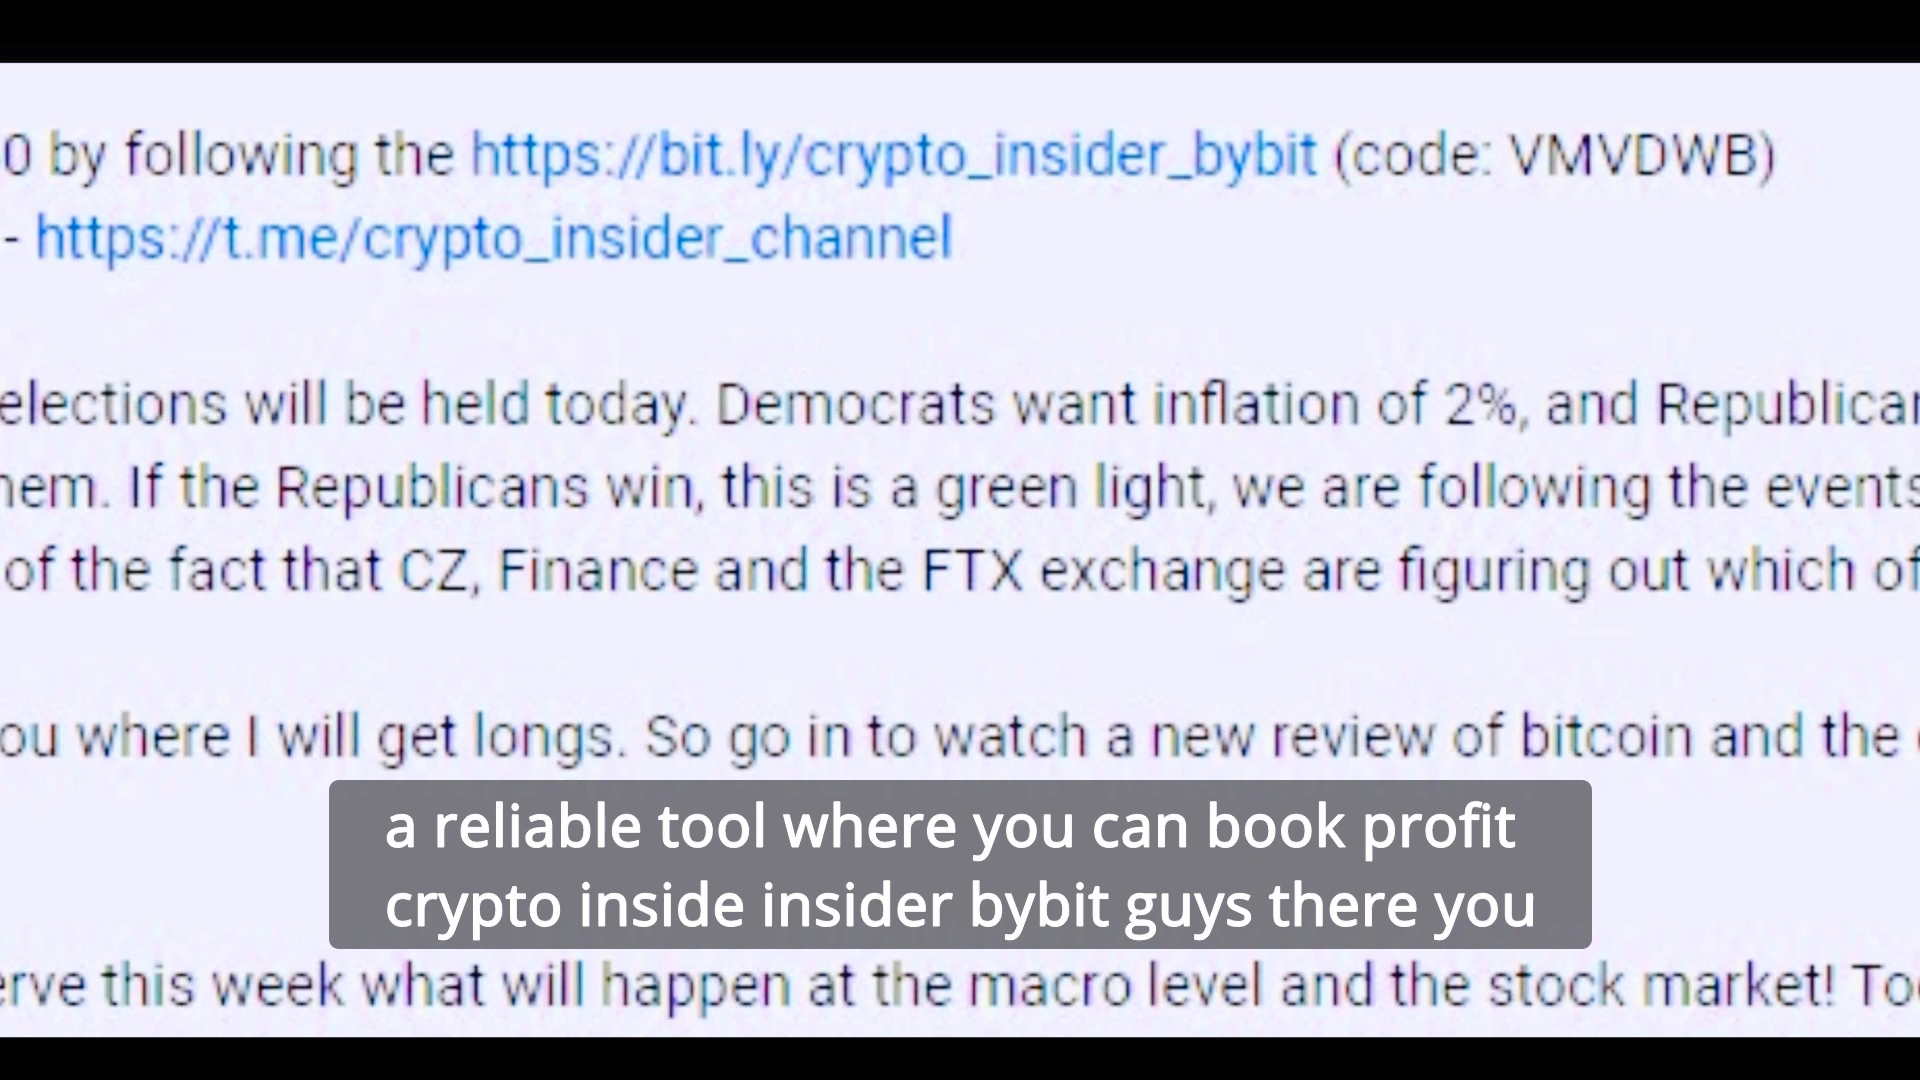 0 by following the https://bit.ly/crypto_insider_bybit (code: VMVDWB)
- https://t.me/crypto_insider_channel
elections will be held today. Democrats want inflation of 2%, and Republican
hem. If the Republicans win, this is a green light, we are following the events
of the fact that CZ, Finance and the FTX exchange are figuring out which of
ou where I will get longs. So go in to watch a new review of bitcoin and the
a reliable tool where you can book profit
crypto inside insider bybit guys there you
erve this week what will happen at the macro level and the stock market! To